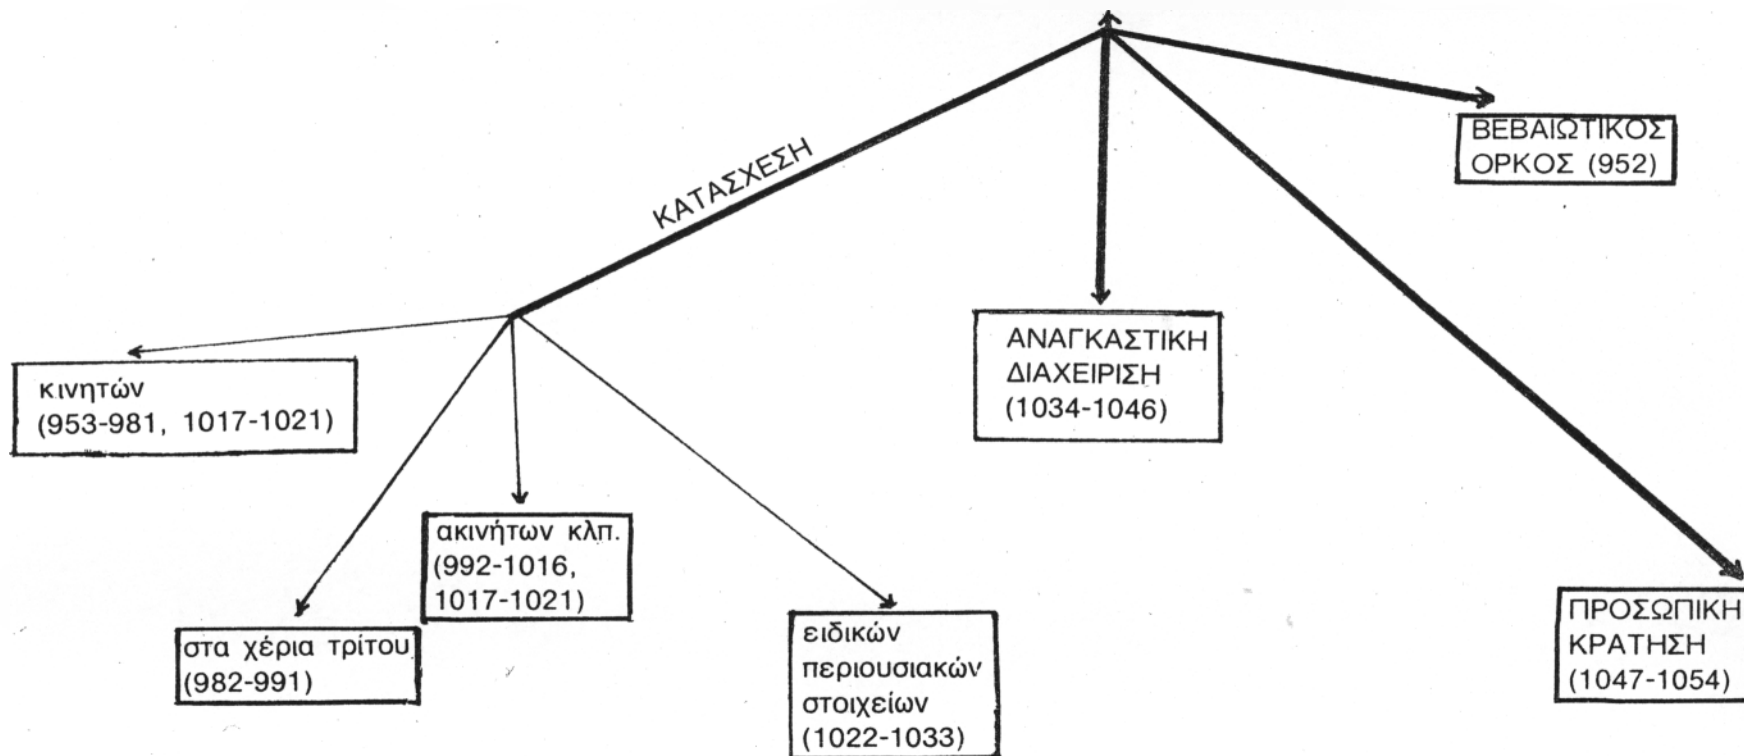 ΒΕΒΑΙΩΤΙΚΟΣ
ΟΡΚΟΣ (952)
ΚΑΤΑΣΧΕΣΗ
ΑΝΑΓΚΑΣΤΙΚΗ
ΔΙΑΧΕΙΡΙΣΗ
(1034-1046)
κινητών
(953-981, 1017-1021)
ακινήτων κλπ.
(992-1016,
1017-1021)
στα χέρια τρίτου
(982-991)
ειδικών
περιουσιακών
στοιχείων
(1022-1033)
ΠΡΟΣΩΠΙΚΗ
ΚΡΑΤΗΣΗ
(1047-1054)